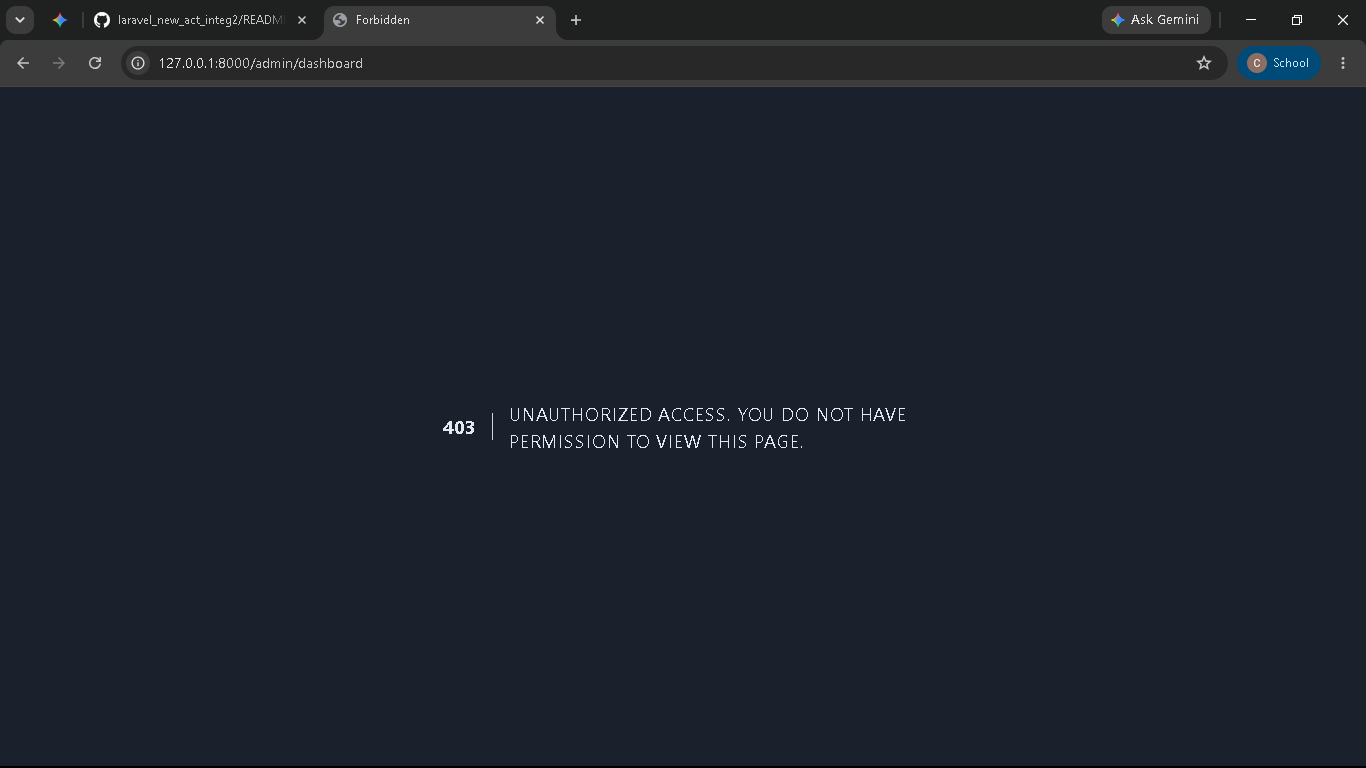 laravel_new_act_integ2/READM
Forbidden
Ask Gemini
127.0.0.1:8000/admin/dashboard
C
School
403
UNAUTHORIZED ACCESS. YOU DO NOT HAVE
PERMISSION TO VIEW THIS PAGE.